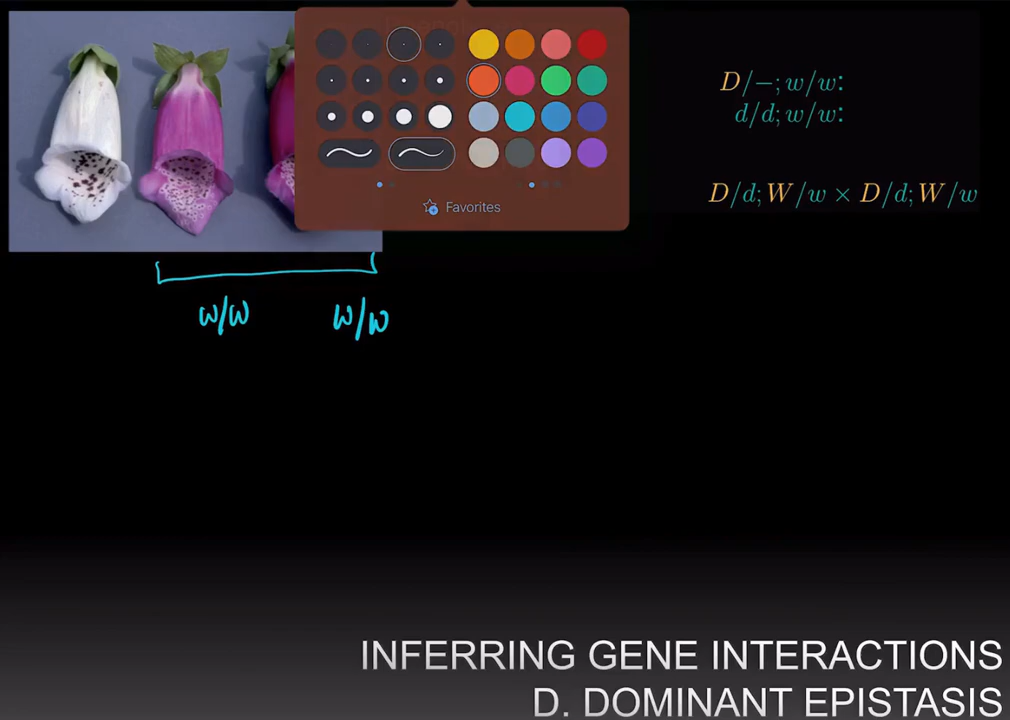 D/−; w/w:
d/d; w/w:
D/d; W/w × D/d; W/w
Favorites
w/w w/w
INFERRING GENE INTERACTIONS
D. DOMINANT EPISTASIS